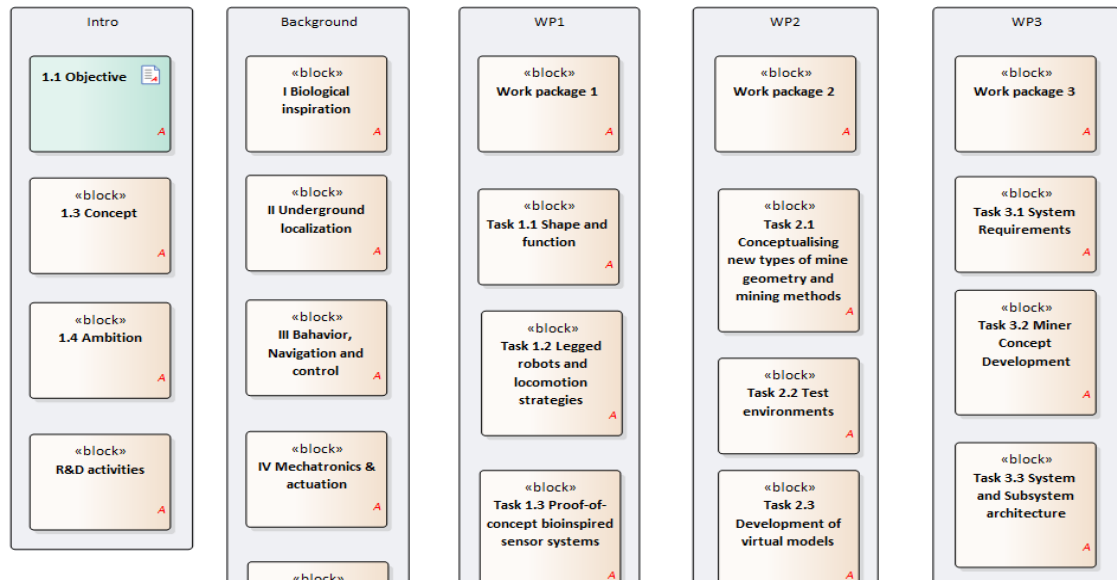 Intro
1.1 Objective
A
«block»
1.3 Concept
A
«block»
1.4 Ambition
A
«block»
R&D activities
A
Background
«block»
I Biological
inspiration
A
«block»
II Underground
localization
A
«block»
III Bahavior,
Navigation and
control
A
«block»
IV Mechatronics &
actuation
A
«block»
WP1
«block»
Work package 1
A
«block»
Task 1.1 Shape and
function
A
«block»
Task 1.2 Legged
robots and
locomotion
strategies
A
«block»
Task 1.3 Proof-of-
concept bioinspired
sensor systems
A
WP2
«block»
Work package 2
A
«block»
Task 2.1
Conceptualising
new types of mine
geometry and
mining methods
A
«block»
Task 2.2 Test
environments
A
«block»
Task 2.3
Development of
virtual models
A
WP3
«block»
Work package 3
A
«block»
Task 3.1 System
Requirements
A
«block»
Task 3.2 Miner
Concept
Development
A
«block»
Task 3.3 System
and Subsystem
architecture
A